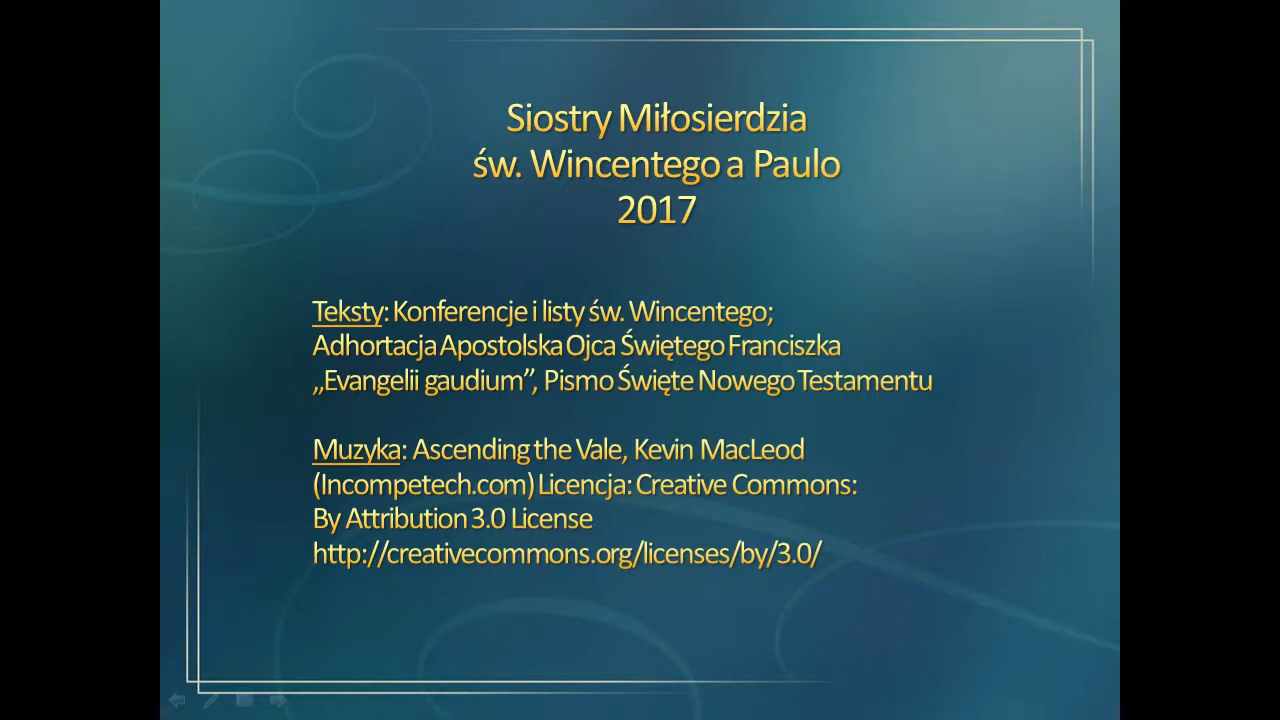 Siostry Miłosierdzia
św. Wincentego a Paulo
2017
Teksty: Konferencje i listy św. Wincentego;
Adhortacja Apostolska Ojca Świętego Franciszka
„Evangelii gaudium”, Pismo Święte Nowego Testamentu
Muzyka: Ascending the Vale, Kevin MacLeod
(Incompetech.com) Licencja: Creative Commons:
By Attribution 3.0 License
http://creativecommons.org/licenses/by/3.0/